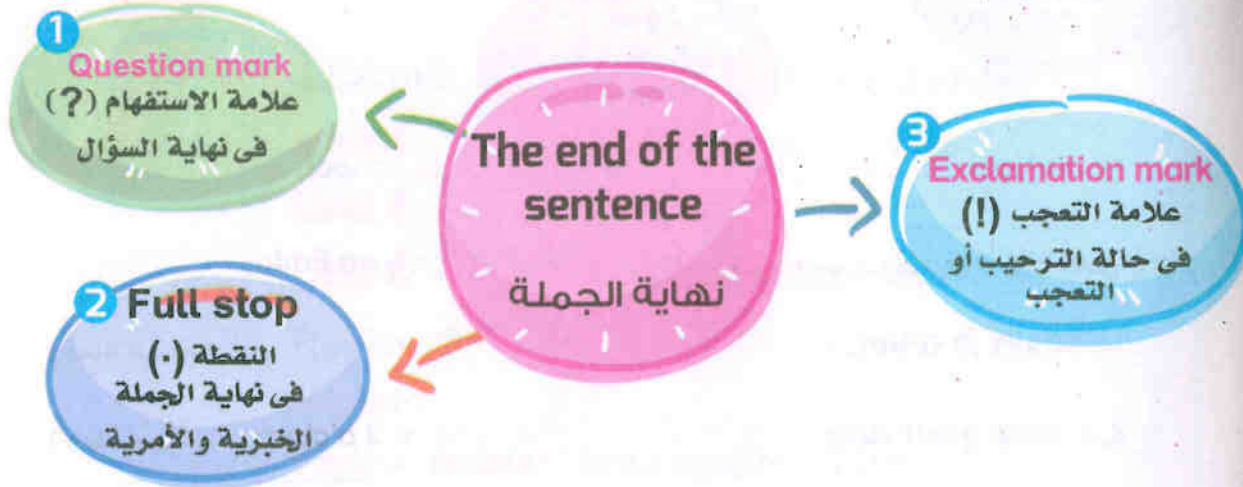 The end of the
sentence
نهاية الجملة
1
Question mark
علامة الاستفهام (?)
فى نهاية السؤال
2
Full stop
النقطة (.)
فى نهاية الجملة
الخبرية والأمرية
3
Exclamation mark
علامة التعجب (!)
فى حالة الترحيب أو
التعجب